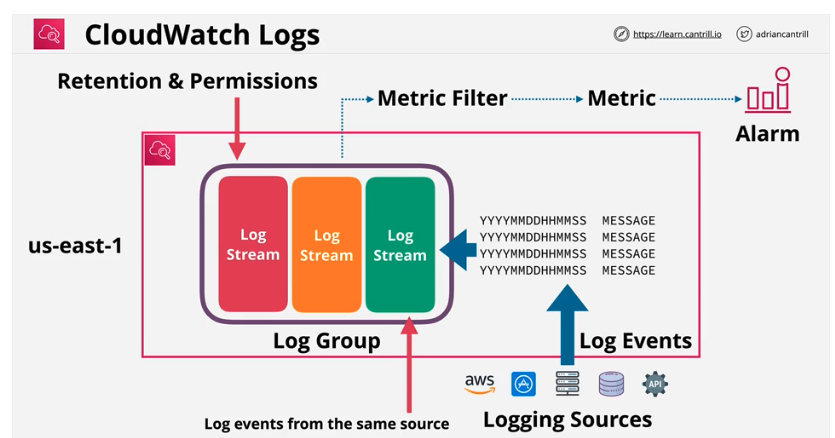 CloudWatch Logs
https://learn.cantrill.io
adriancantrill
Retention & Permissions
Metric Filter
Metric
Alarm
us-east-1
Log
Stream
Log
Stream
Log
Stream
YYYYMMDDHHMMSS MESSAGE
YYYYMMDDHHMMSS MESSAGE
YYYYMMDDHHMMSS MESSAGE
YYYYMMDDHHMMSS MESSAGE
Log Group
Log Events
aws
API
Log events from the same source
Logging Sources